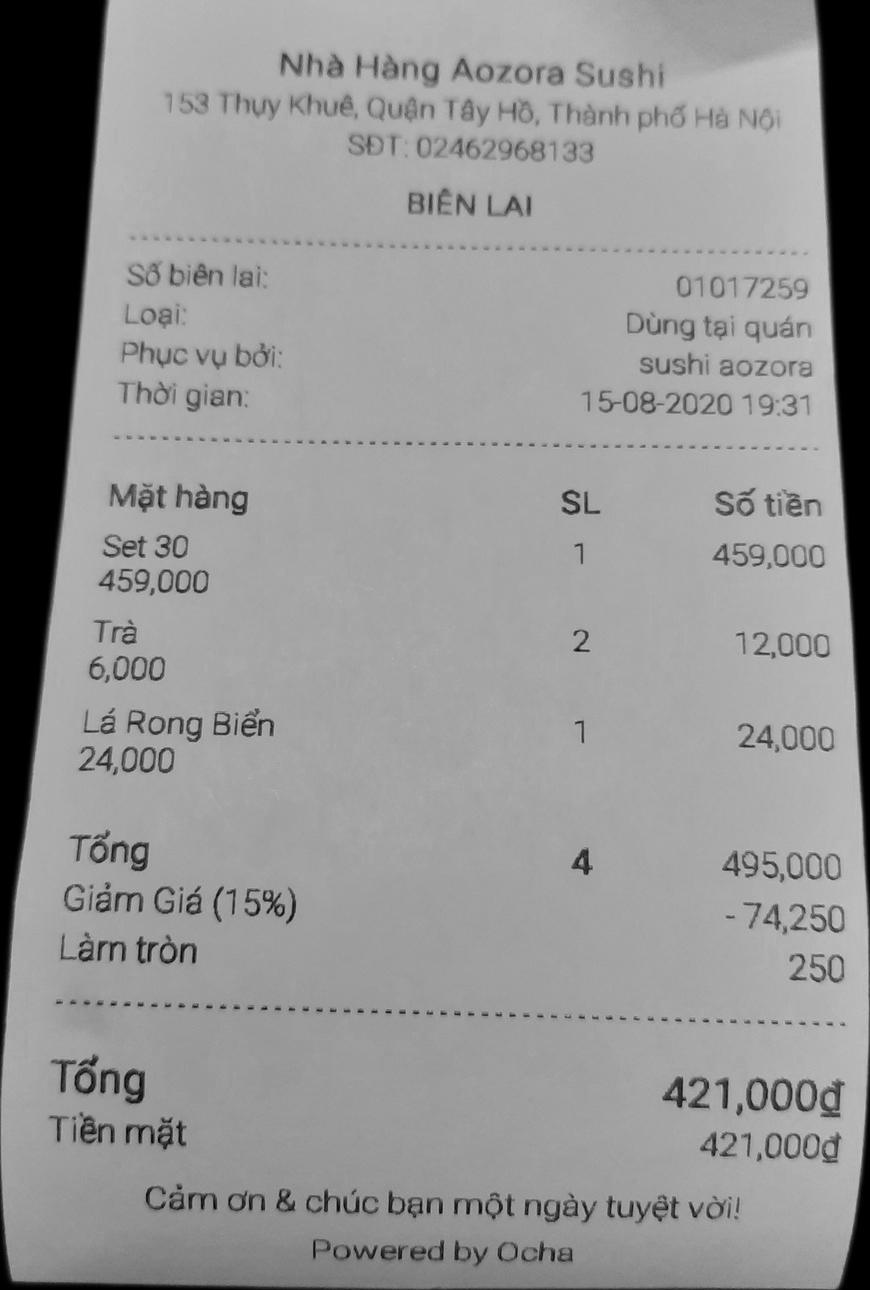 Nhà Hàng Aozora Sushi
153 Thụy Khuê, Quận Tây Hồ, Thành phố Hà Nội
SĐT: 02462968133
BIÊN LAI
Số biên lai: 01017259
Loại: Dùng tại quán
Phục vụ bởi: sushi aozora
Thời gian: 15-08-2020 19:31
Mặt hàng SL Số tiền
Set 30 1 459,000
459,000
Trà 2 12,000
6,000
Lá Rong Biển 1 24,000
24,000
Tổng 4 495,000
Giảm Giá (15%) - 74,250
Làm tròn 250
Tổng 421,000₫
Tiền mặt 421,000₫
Cảm ơn & chúc bạn một ngày tuyệt vời!
Powered by Ocha